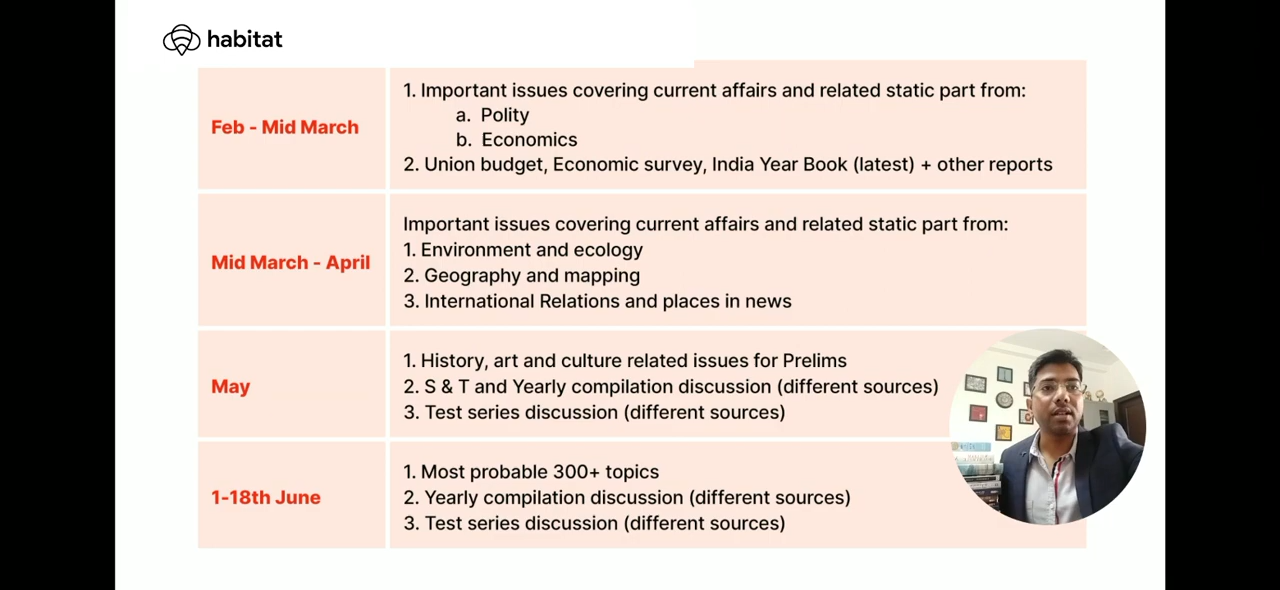 habitat
Feb - Mid March
1. Important issues covering current affairs and related static part from:
a. Polity
b. Economics
2. Union budget, Economic survey, India Year Book (latest) + other reports
Mid March - April
Important issues covering current affairs and related static part from:
1. Environment and ecology
2. Geography and mapping
3. International Relations and places in news
May
1. History, art and culture related issues for Prelims
2. S & T and Yearly compilation discussion (different sources)
3. Test series discussion (different sources)
1-18th June
1. Most probable 300+ topics
2. Yearly compilation discussion (different sources)
3. Test series discussion (different sources)